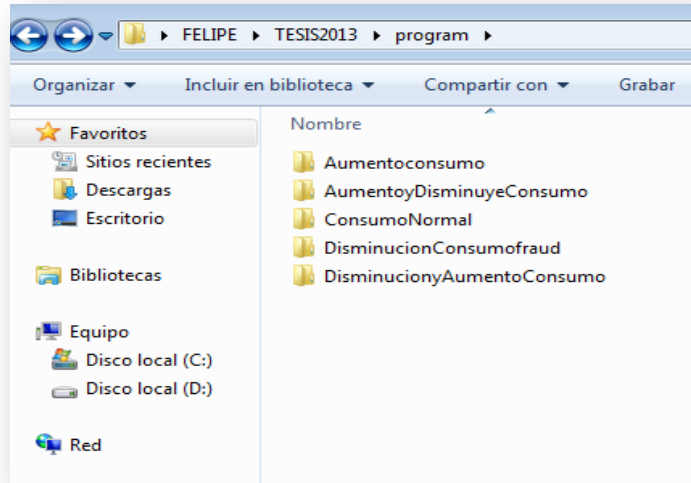 FELIPE ▸ TESIS2013 ▸ program ▸
Organizar Incluir en biblioteca Compartir con Grabar
Favoritos
Sitios recientes
Descargas
Escritorio
Bibliotecas
Equipo
Disco local (C:)
Disco local (D:)
Red
Nombre
Aumentoconsumo
AumentoyDisminuyeConsumo
ConsumoNormal
DisminucionConsumofraud
DisminucionyAumentoConsumo